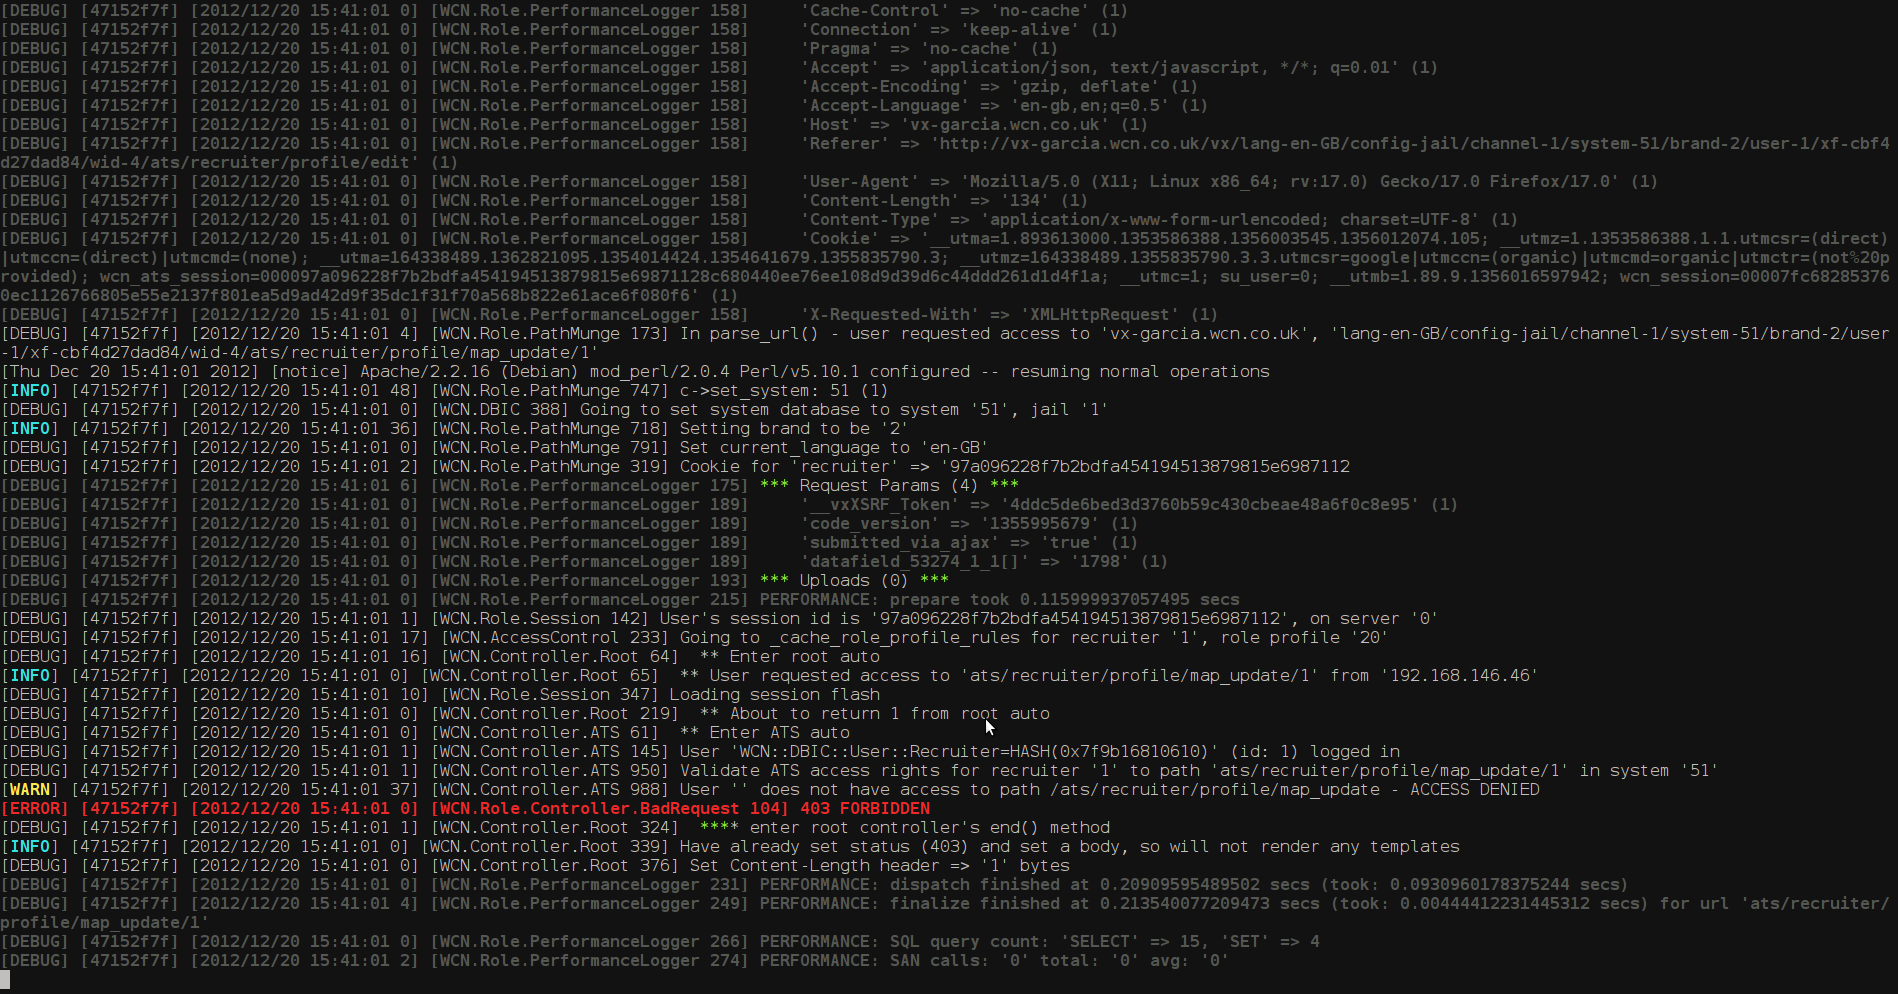 [DEBUG] [47152f7f] [2012/12/20 15:41:01 0] [WCN.Role.PerformanceLogger 158]     'Cache-Control' => 'no-cache' (1)
[DEBUG] [47152f7f] [2012/12/20 15:41:01 0] [WCN.Role.PerformanceLogger 158]     'Connection' => 'keep-alive' (1)
[DEBUG] [47152f7f] [2012/12/20 15:41:01 0] [WCN.Role.PerformanceLogger 158]     'Pragma' => 'no-cache' (1)
[DEBUG] [47152f7f] [2012/12/20 15:41:01 0] [WCN.Role.PerformanceLogger 158]     'Accept' => 'application/json, text/javascript, */*; q=0.01' (1)
[DEBUG] [47152f7f] [2012/12/20 15:41:01 0] [WCN.Role.PerformanceLogger 158]     'Accept-Encoding' => 'gzip, deflate' (1)
[DEBUG] [47152f7f] [2012/12/20 15:41:01 0] [WCN.Role.PerformanceLogger 158]     'Accept-Language' => 'en-gb,en;q=0.5' (1)
[DEBUG] [47152f7f] [2012/12/20 15:41:01 0] [WCN.Role.PerformanceLogger 158]     'Host' => 'vx-garcia.wcn.co.uk' (1)
[DEBUG] [47152f7f] [2012/12/20 15:41:01 0] [WCN.Role.PerformanceLogger 158]     'Referer' => 'http://vx-garcia.wcn.co.uk/vx/lang-en-GB/config-jail/channel-1/system-51/brand-2/user-1/xf-cbf4
d27dad84/wid-4/ats/recruiter/profile/edit' (1)
[DEBUG] [47152f7f] [2012/12/20 15:41:01 0] [WCN.Role.PerformanceLogger 158]     'User-Agent' => 'Mozilla/5.0 (X11; Linux x86_64; rv:17.0) Gecko/17.0 Firefox/17.0' (1)
[DEBUG] [47152f7f] [2012/12/20 15:41:01 0] [WCN.Role.PerformanceLogger 158]     'Content-Length' => '134' (1)
[DEBUG] [47152f7f] [2012/12/20 15:41:01 0] [WCN.Role.PerformanceLogger 158]     'Content-Type' => 'application/x-www-form-urlencoded; charset=UTF-8' (1)
[DEBUG] [47152f7f] [2012/12/20 15:41:01 0] [WCN.Role.PerformanceLogger 158]     'Cookie' => '__utma=1.893613000.1353586388.1356003545.1356012074.105; __utmz=1.1353586388.1.1.utmcsr=(direct)
|utmccn=(direct)|utmcmd=(none); __utma=164338489.1362821095.1354014424.1354641679.1355835790.3; __utmz=164338489.1355835790.3.3.utmcsr=google|utmccn=(organic)|utmcmd=organic|utmctr=(not%20p
rovided); wcn_ats_session=000097a096228f7b2bdfa454194513879815e69871128c680440ee76ee108d9d39d6c44ddd261d1d4f1a; __utmc=1; su_user=0; __utmb=1.89.9.1356016597942; wcn_session=00007fc68285376
0ec1126766805e55e2137f801ea5d9ad42d9f35dc1f31f70a568b822e61ace6f080f6' (1)
[DEBUG] [47152f7f] [2012/12/20 15:41:01 0] [WCN.Role.PerformanceLogger 158]     'X-Requested-With' => 'XMLHttpRequest' (1)
[DEBUG] [47152f7f] [2012/12/20 15:41:01 4] [WCN.Role.PathMunge 173] In parse_url() - user requested access to 'vx-garcia.wcn.co.uk', 'lang-en-GB/config-jail/channel-1/system-51/brand-2/user
-1/xf-cbf4d27dad84/wid-4/ats/recruiter/profile/map_update/1'
[Thu Dec 20 15:41:01 2012] [notice] Apache/2.2.16 (Debian) mod_perl/2.0.4 Perl/v5.10.1 configured -- resuming normal operations
[INFO] [47152f7f] [2012/12/20 15:41:01 48] [WCN.Role.PathMunge 747] c->set_system: 51 (1)
[DEBUG] [47152f7f] [2012/12/20 15:41:01 0] [WCN.DBIC 388] Going to set system database to system '51', jail '1'
[INFO] [47152f7f] [2012/12/20 15:41:01 36] [WCN.Role.PathMunge 718] Setting brand to be '2'
[DEBUG] [47152f7f] [2012/12/20 15:41:01 0] [WCN.Role.PathMunge 791] Set current_language to 'en-GB'
[DEBUG] [47152f7f] [2012/12/20 15:41:01 2] [WCN.Role.PathMunge 319] Cookie for 'recruiter' => '97a096228f7b2bdfa454194513879815e6987112
[DEBUG] [47152f7f] [2012/12/20 15:41:01 6] [WCN.Role.PerformanceLogger 175] *** Request Params (4) ***
[DEBUG] [47152f7f] [2012/12/20 15:41:01 0] [WCN.Role.PerformanceLogger 189]     '__vxXSRF_Token' => '4ddc5de6bed3d3760b59c430cbeae48a6f0c8e95' (1)
[DEBUG] [47152f7f] [2012/12/20 15:41:01 0] [WCN.Role.PerformanceLogger 189]     'code_version' => '1355995679' (1)
[DEBUG] [47152f7f] [2012/12/20 15:41:01 0] [WCN.Role.PerformanceLogger 189]     'submitted_via_ajax' => 'true' (1)
[DEBUG] [47152f7f] [2012/12/20 15:41:01 0] [WCN.Role.PerformanceLogger 189]     'datafield_53274_1_1[]' => '1798' (1)
[DEBUG] [47152f7f] [2012/12/20 15:41:01 0] [WCN.Role.PerformanceLogger 193] *** Uploads (0) ***
[DEBUG] [47152f7f] [2012/12/20 15:41:01 0] [WCN.Role.PerformanceLogger 215] PERFORMANCE: prepare took 0.115999937057495 secs
[DEBUG] [47152f7f] [2012/12/20 15:41:01 1] [WCN.Role.Session 142] User's session id is '97a096228f7b2bdfa454194513879815e6987112', on server '0'
[DEBUG] [47152f7f] [2012/12/20 15:41:01 17] [WCN.AccessControl 233] Going to _cache_role_profile_rules for recruiter '1', role profile '20'
[DEBUG] [47152f7f] [2012/12/20 15:41:01 16] [WCN.Controller.Root 64]  ** Enter root auto
[INFO] [47152f7f] [2012/12/20 15:41:01 0] [WCN.Controller.Root 65]  ** User requested access to 'ats/recruiter/profile/map_update/1' from '192.168.146.46'
[DEBUG] [47152f7f] [2012/12/20 15:41:01 10] [WCN.Role.Session 347] Loading session flash
[DEBUG] [47152f7f] [2012/12/20 15:41:01 0] [WCN.Controller.Root 219]  ** About to return 1 from root auto
[DEBUG] [47152f7f] [2012/12/20 15:41:01 0] [WCN.Controller.ATS 61]  ** Enter ATS auto
[DEBUG] [47152f7f] [2012/12/20 15:41:01 1] [WCN.Controller.ATS 145] User 'WCN::DBIC::User::Recruiter=HASH(0x7f9b16810610)' (id: 1) logged in
[DEBUG] [47152f7f] [2012/12/20 15:41:01 1] [WCN.Controller.ATS 950] Validate ATS access rights for recruiter '1' to path 'ats/recruiter/profile/map_update/1' in system '51'
[WARN] [47152f7f] [2012/12/20 15:41:01 37] [WCN.Controller.ATS 988] User '' does not have access to path /ats/recruiter/profile/map_update - ACCESS DENIED
[ERROR] [47152f7f] [2012/12/20 15:41:01 0] [WCN.Role.Controller.BadRequest 104] 403 FORBIDDEN
[DEBUG] [47152f7f] [2012/12/20 15:41:01 1] [WCN.Controller.Root 324]  **** enter root controller's end() method
[INFO] [47152f7f] [2012/12/20 15:41:01 0] [WCN.Controller.Root 339] Have already set status (403) and set a body, so will not render any templates
[DEBUG] [47152f7f] [2012/12/20 15:41:01 0] [WCN.Controller.Root 376] Set Content-Length header => '1' bytes
[DEBUG] [47152f7f] [2012/12/20 15:41:01 0] [WCN.Role.PerformanceLogger 231] PERFORMANCE: dispatch finished at 0.20909595489502 secs (took: 0.0930960178375244 secs)
[DEBUG] [47152f7f] [2012/12/20 15:41:01 4] [WCN.Role.PerformanceLogger 249] PERFORMANCE: finalize finished at 0.213540077209473 secs (took: 0.00444412231445312 secs) for url 'ats/recruiter/
profile/map_update/1'
[DEBUG] [47152f7f] [2012/12/20 15:41:01 0] [WCN.Role.PerformanceLogger 266] PERFORMANCE: SQL query count: 'SELECT' => 15, 'SET' => 4
[DEBUG] [47152f7f] [2012/12/20 15:41:01 2] [WCN.Role.PerformanceLogger 274] PERFORMANCE: SAN calls: '0' total: '0' avg: '0'